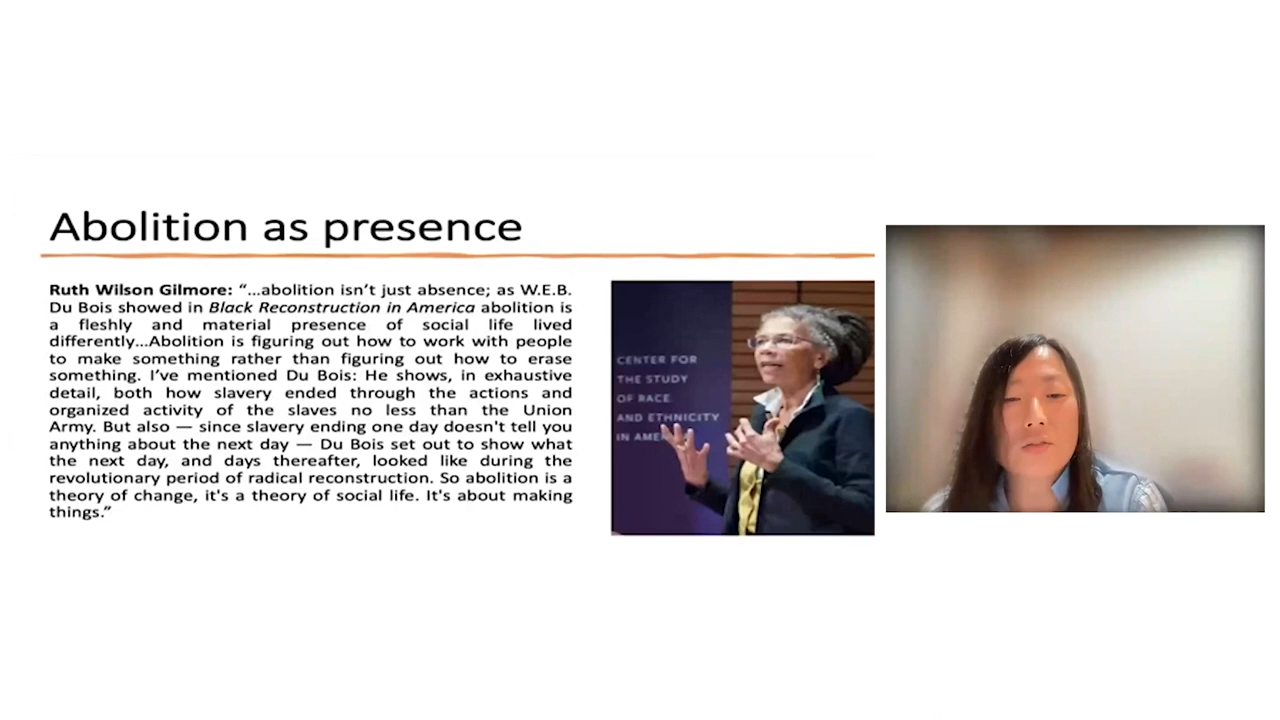 Abolition as presence
Ruth Wilson Gilmore: “...abolition isn’t just absence; as W.E.B.
Du Bois showed in Black Reconstruction in America abolition is
a fleshly and material presence of social life lived
differently...Abolition is figuring out how to work with people
to make something rather than figuring out how to erase
something. I’ve mentioned Du Bois: He shows, in exhaustive
detail, both how slavery ended through the actions and
organized activity of the slaves no less than the Union
Army. But also — since slavery ending one day doesn't tell you
anything about the next day — Du Bois set out to show what
the next day, and days thereafter, looked like during the
revolutionary period of radical reconstruction. So abolition is a
theory of change, it's a theory of social life. It's about making
things.”
CENTER FOR
THE STUDY
OF RACE
AND ETHNICITY
IN AME